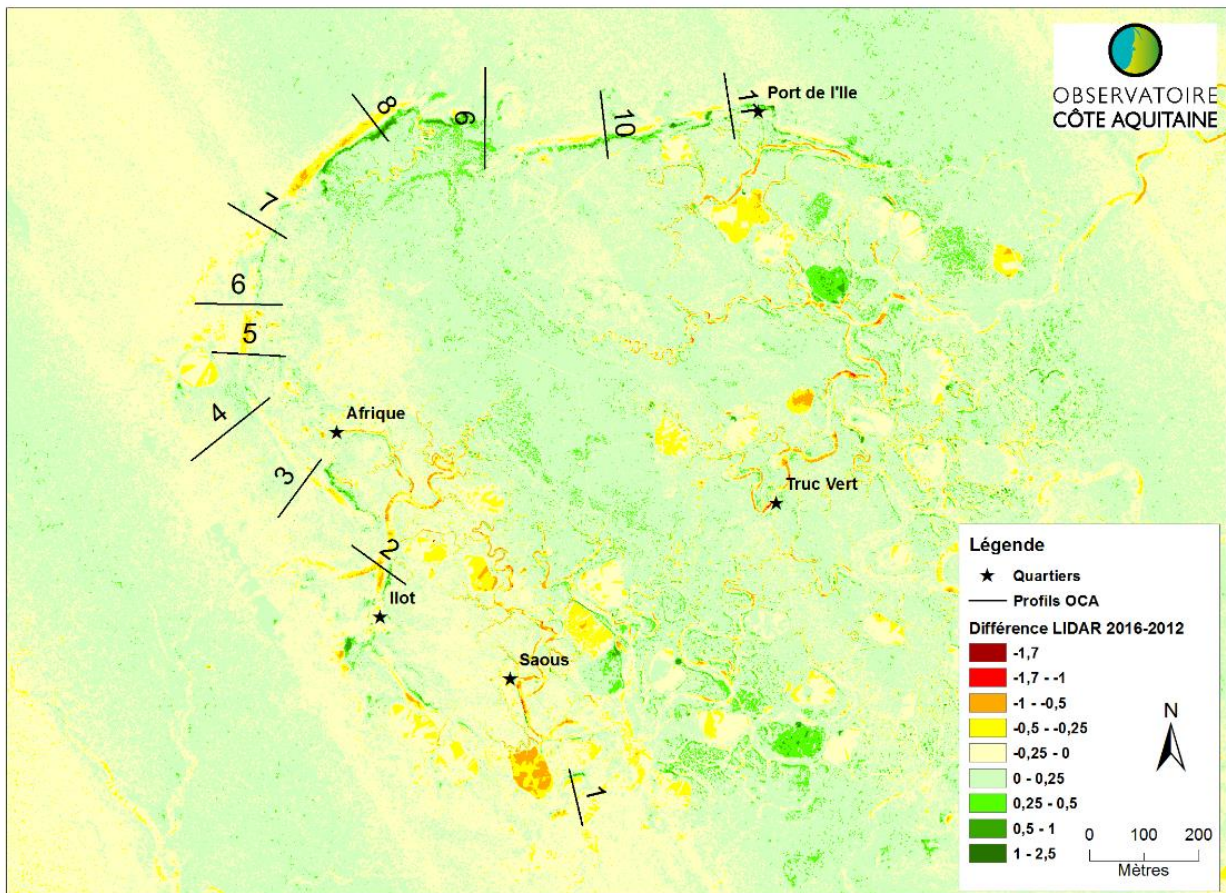 OBSERVATOIRE
CÔTE AQUITAINE
8
9
10
11
Port de l'Ile
7
6
5
4
Afrique
3
Truc Vert
2
Ilot
Saous
1
Légende
Quartiers
Profils OCA
Différence LIDAR 2016-2012
-1,7
-1,7 - -1
-1 - -0,5
-0,5 - -0,25
-0,25 - 0
0 - 0,25
0,25 - 0,5
0,5 - 1
1 - 2,5
N
0 100 200
Mètres